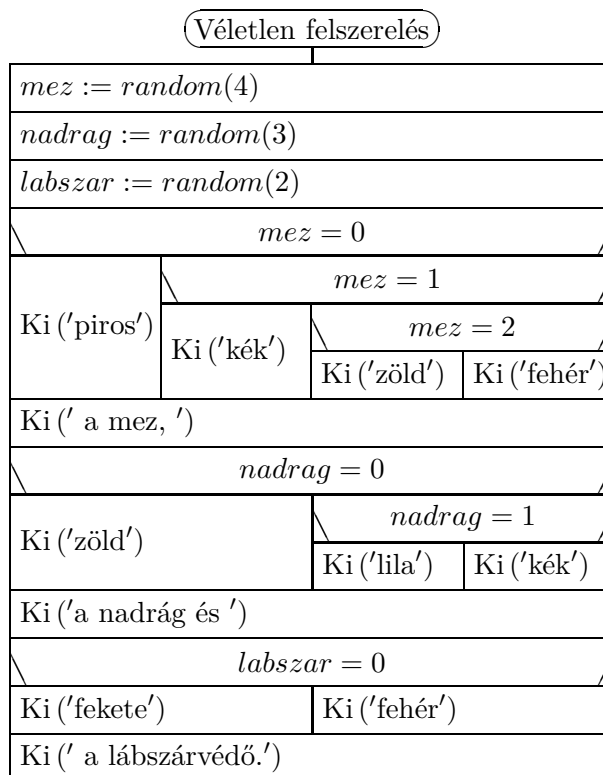 Véletlen felszerelés
mez := random(4)
nadrag := random(3)
labszar := random(2)
mez = 0
mez = 1
Ki ('piros')
mez = 2
Ki ('kék')
Ki ('zöld') Ki ('fehér')
Ki (' a mez, ')
nadrag = 0
nadrag = 1
Ki ('zöld')
Ki ('lila') Ki ('kék')
Ki ('a nadrág és ')
labszar = 0
Ki ('fekete') Ki ('fehér')
Ki (' a lábszárvédő.')